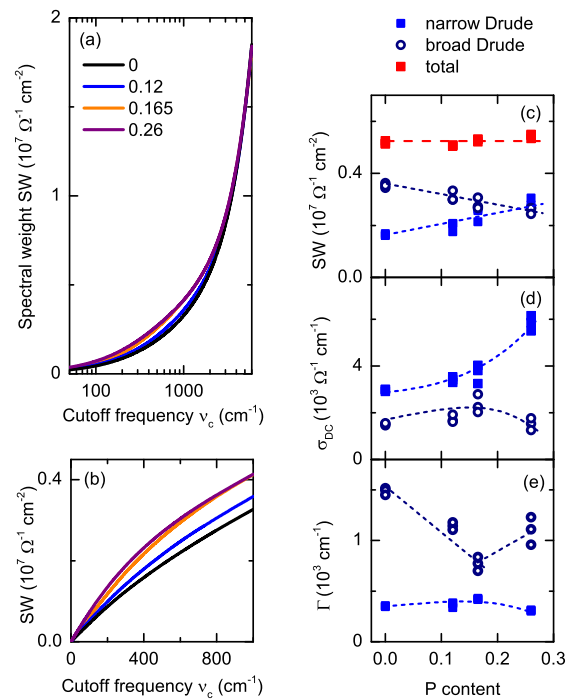 narrow Drude
broad Drude
total
(a)
0
0.12
0.165
0.26
Spectral weight SW (10⁷ Ω⁻¹ cm⁻²)
2
1
0
100
1000
Cutoff frequency ν_c (cm⁻¹)
(b)
SW (10⁷ Ω⁻¹ cm⁻²)
0.4
0.0
0
400
800
Cutoff frequency ν_c (cm⁻¹)
(c)
SW (10⁷ Ω⁻¹ cm⁻²)
0.4
0.0
(d)
σ_DC (10³ Ω⁻¹ cm⁻¹)
6
4
2
0
(e)
Γ (10³ cm⁻¹)
1
0
0.0
0.1
0.2
0.3
P content